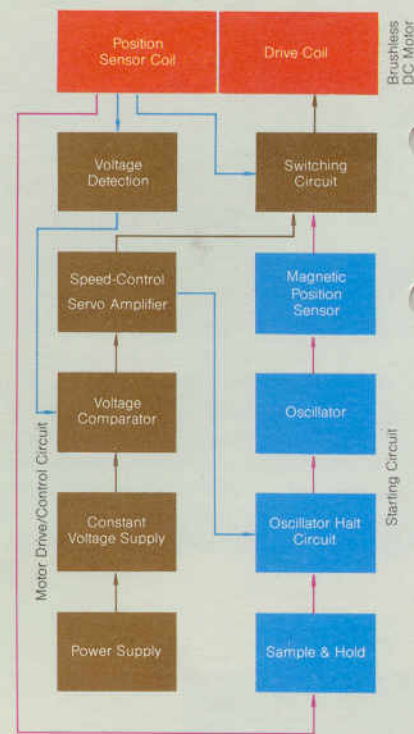 Position
Sensor Coil
Drive Coil
Brushless
DC Motor
Voltage
Detection
Switching
Circuit
Speed-Control
Servo Amplifier
Magnetic
Position
Sensor
Voltage
Comparator
Oscillator
Motor Drive/Control Circuit
Starting Circuit
Constant
Voltage Supply
Oscillator Halt
Circuit
Power Supply
Sample & Hold